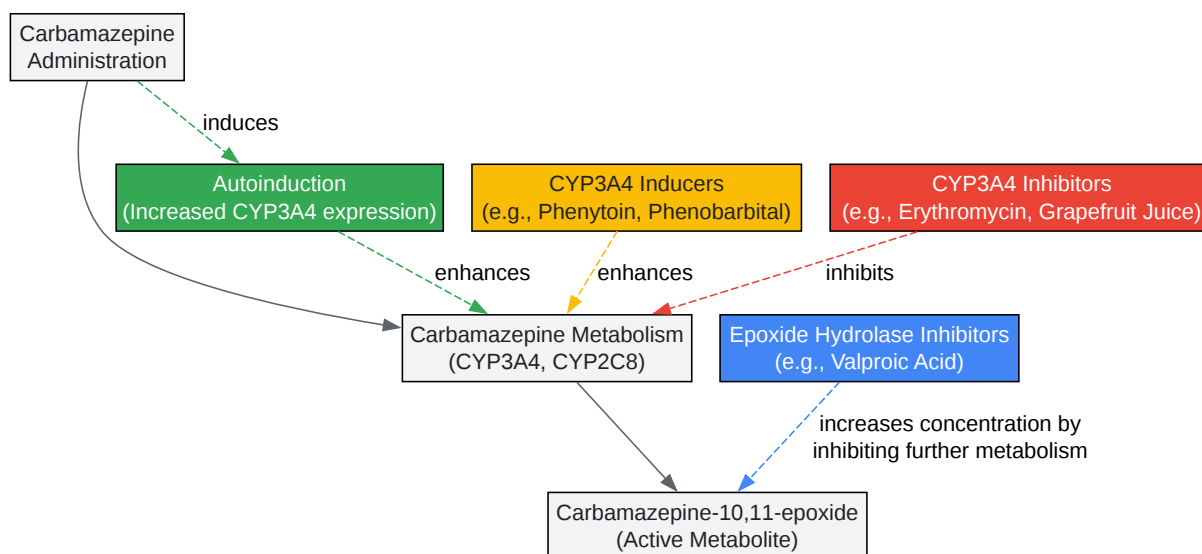 Carbamazepine
Administration
induces
Autoinduction
(Increased CYP3A4 expression)
CYP3A4 Inducers
(e.g., Phenytoin, Phenobarbital)
CYP3A4 Inhibitors
(e.g., Erythromycin, Grapefruit Juice)
enhances
enhances
inhibits
Carbamazepine Metabolism
(CYP3A4, CYP2C8)
Epoxide Hydrolase Inhibitors
(e.g., Valproic Acid)
increases concentration by
inhibiting further metabolism
Carbamazepine-10,11-epoxide
(Active Metabolite)